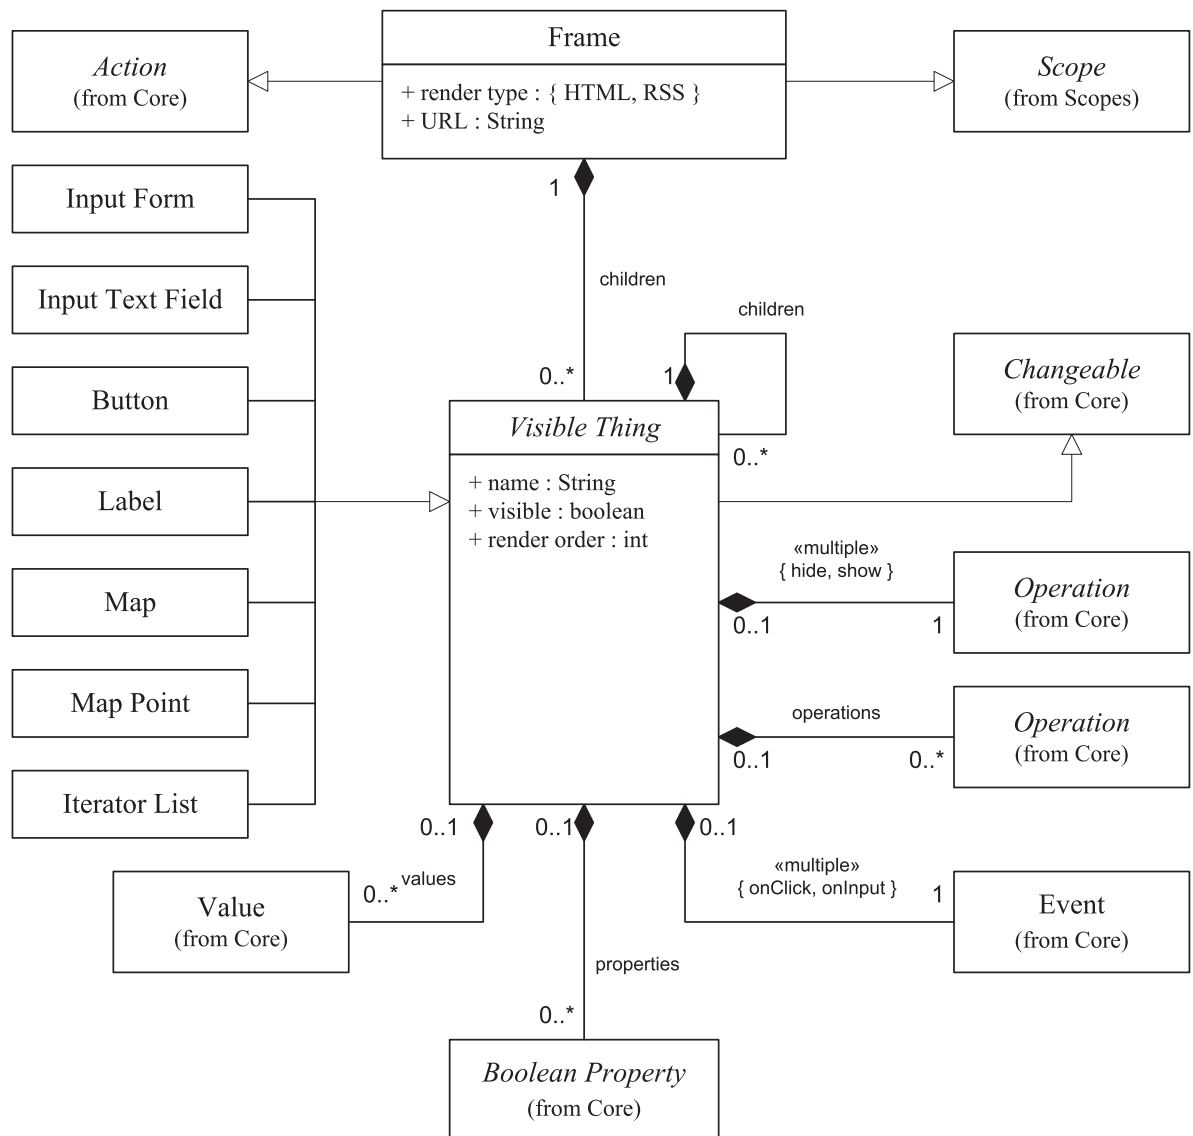 Frame
+ render type : { HTML, RSS }
+ URL : String
Action
(from Core)
Scope
(from Scopes)
Input Form
Input Text Field
Button
Label
Map
Map Point
Iterator List
1
children
0..*
children
1
0..*
Visible Thing
+ name : String
+ visible : boolean
+ render order : int
Changeable
(from Core)
«multiple»
{ hide, show }
0..1
1
Operation
(from Core)
operations
0..1
0..*
Operation
(from Core)
0..1
0..1
0..1
values
0..*
Value
(from Core)
«multiple»
{ onClick, onInput }
1
Event
(from Core)
properties
0..*
Boolean Property
(from Core)